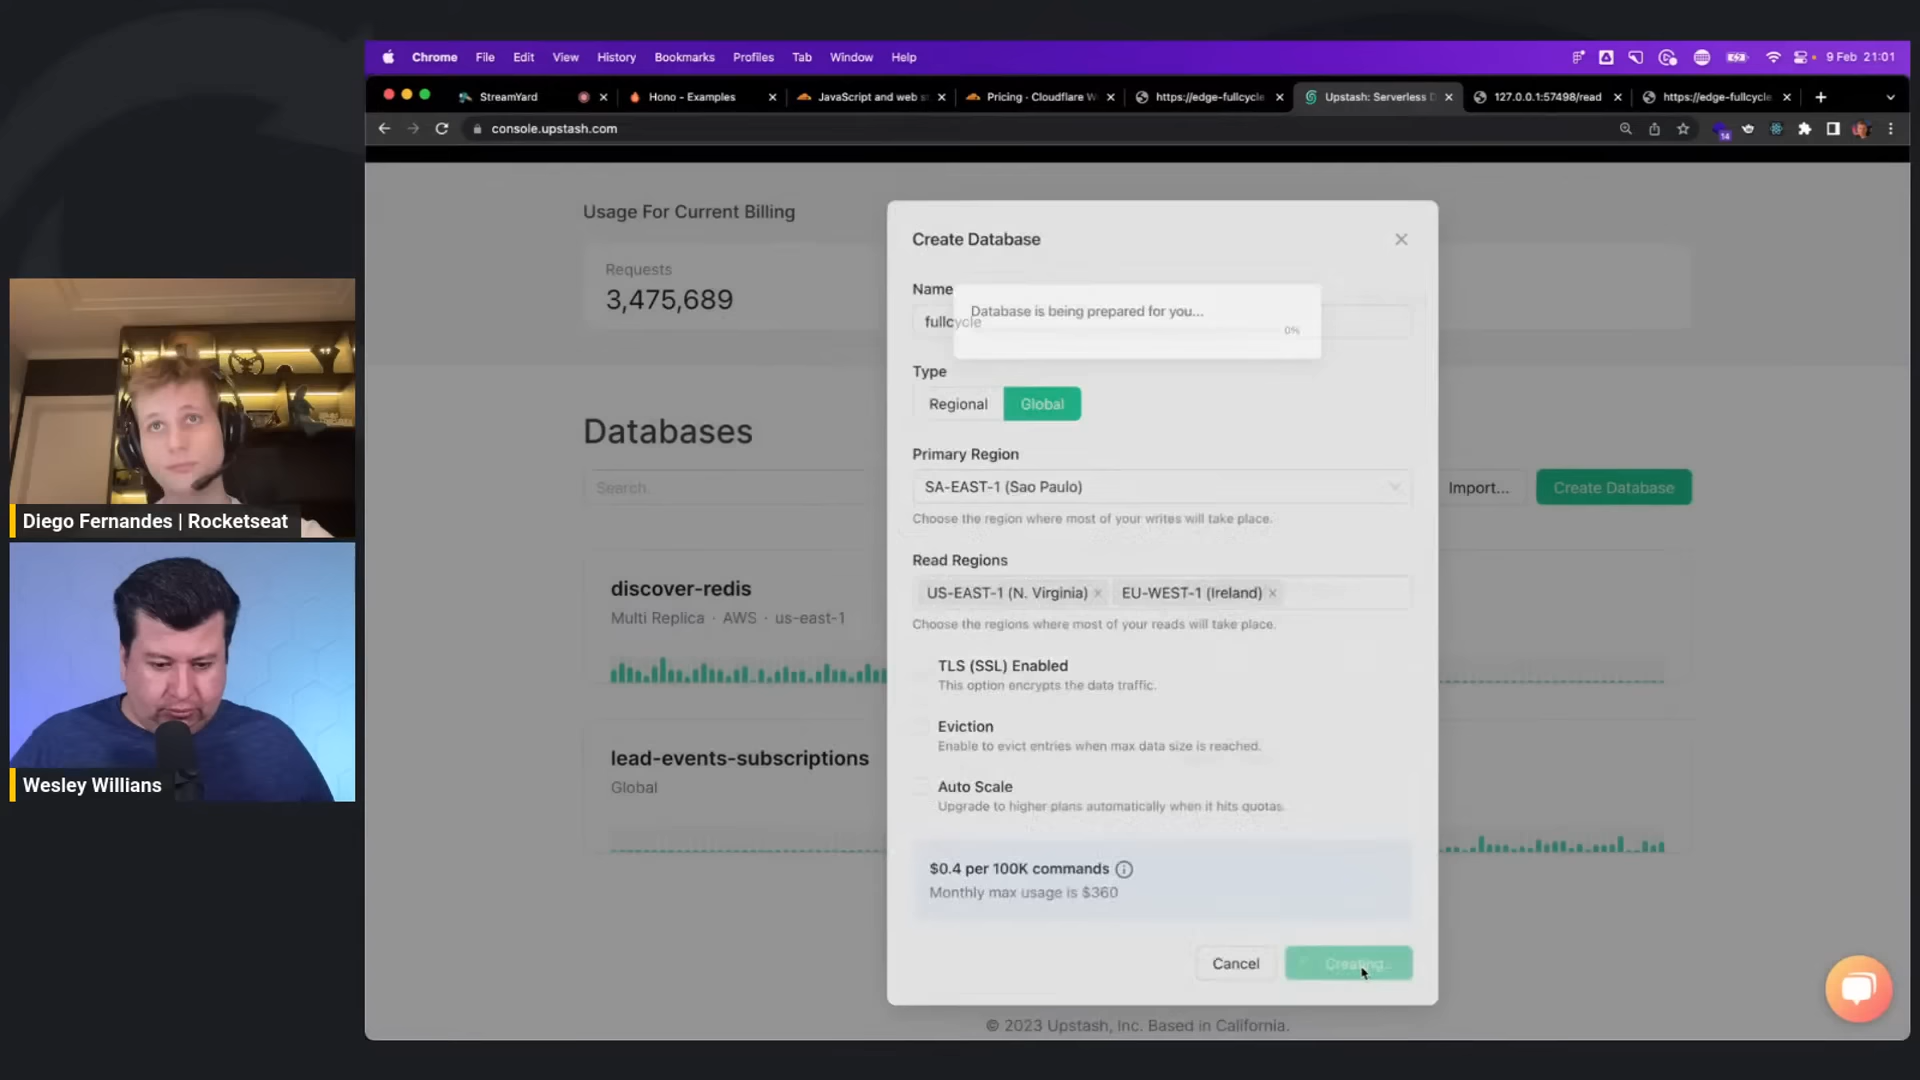 Chrome File Edit View History Bookmarks Profiles Tab Window Help 9 Feb 21:01
StreamYard Hono - Examples JavaScript and web s Pricing · Cloudflare W https://edge-fullcycle Upstash: Serverless D 127.0.0.1:57498/read https://edge-fullcycle
console.upstash.com
14
Usage For Current Billing
Requests
3,475,689
Databases
Search
Import...
Create Database
discover-redis
Multi Replica · AWS · us-east-1
lead-events-subscriptions
Global
Create Database
Name
Database is being prepared for you...
0%
fullcycle
Type
Regional
Global
Primary Region
SA-EAST-1 (Sao Paulo)
Choose the region where most of your writes will take place.
Read Regions
US-EAST-1 (N. Virginia) EU-WEST-1 (Ireland)
Choose the regions where most of your reads will take place.
TLS (SSL) Enabled
This option encrypts the data traffic.
Eviction
Enable to evict entries when max data size is reached.
Auto Scale
Upgrade to higher plans automatically when it hits quotas.
$0.4 per 100K commands
Monthly max usage is $360
Cancel
Creating...
© 2023 Upstash, Inc. Based in California.
Diego Fernandes | Rocketseat
Wesley Willians